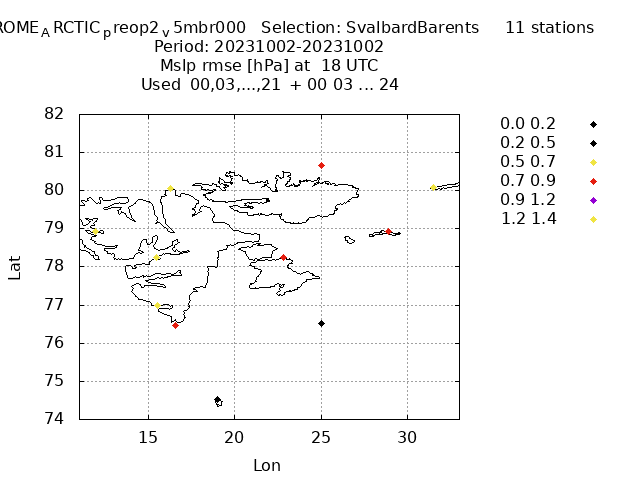 ROME_ARCTIC_preop2_v5mbr000 Selection: SvalbardBarents 11 stations
Period: 20231002-20231002
Mslp rmse [hPa] at 18 UTC
Used 00,03,...,21 + 00 03 ... 24
82
81
80
79
78
77
76
75
74
15 20 25 30
Lat
Lon
0.0 0.2
0.2 0.5
0.5 0.7
0.7 0.9
0.9 1.2
1.2 1.4